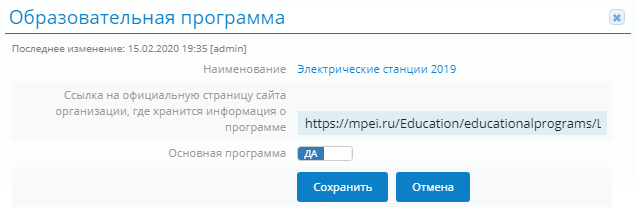 Образовательная программа
Последнее изменение: 15.02.2020 19:35 [admin]
Наименование Электрические станции 2019
Ссылка на официальную страницу сайта
организации, где хранится информация о
программе https://mpei.ru/Education/educationalprograms/L
Основная программа ДА
Сохранить Отмена